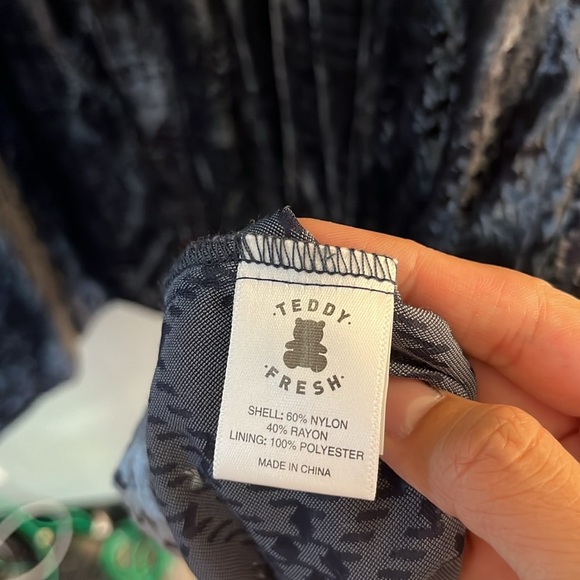 ·TEDDY·
·FRESH·
SHELL: 60% NYLON
40% RAYON
LINING: 100% POLYESTER
MADE IN CHINA